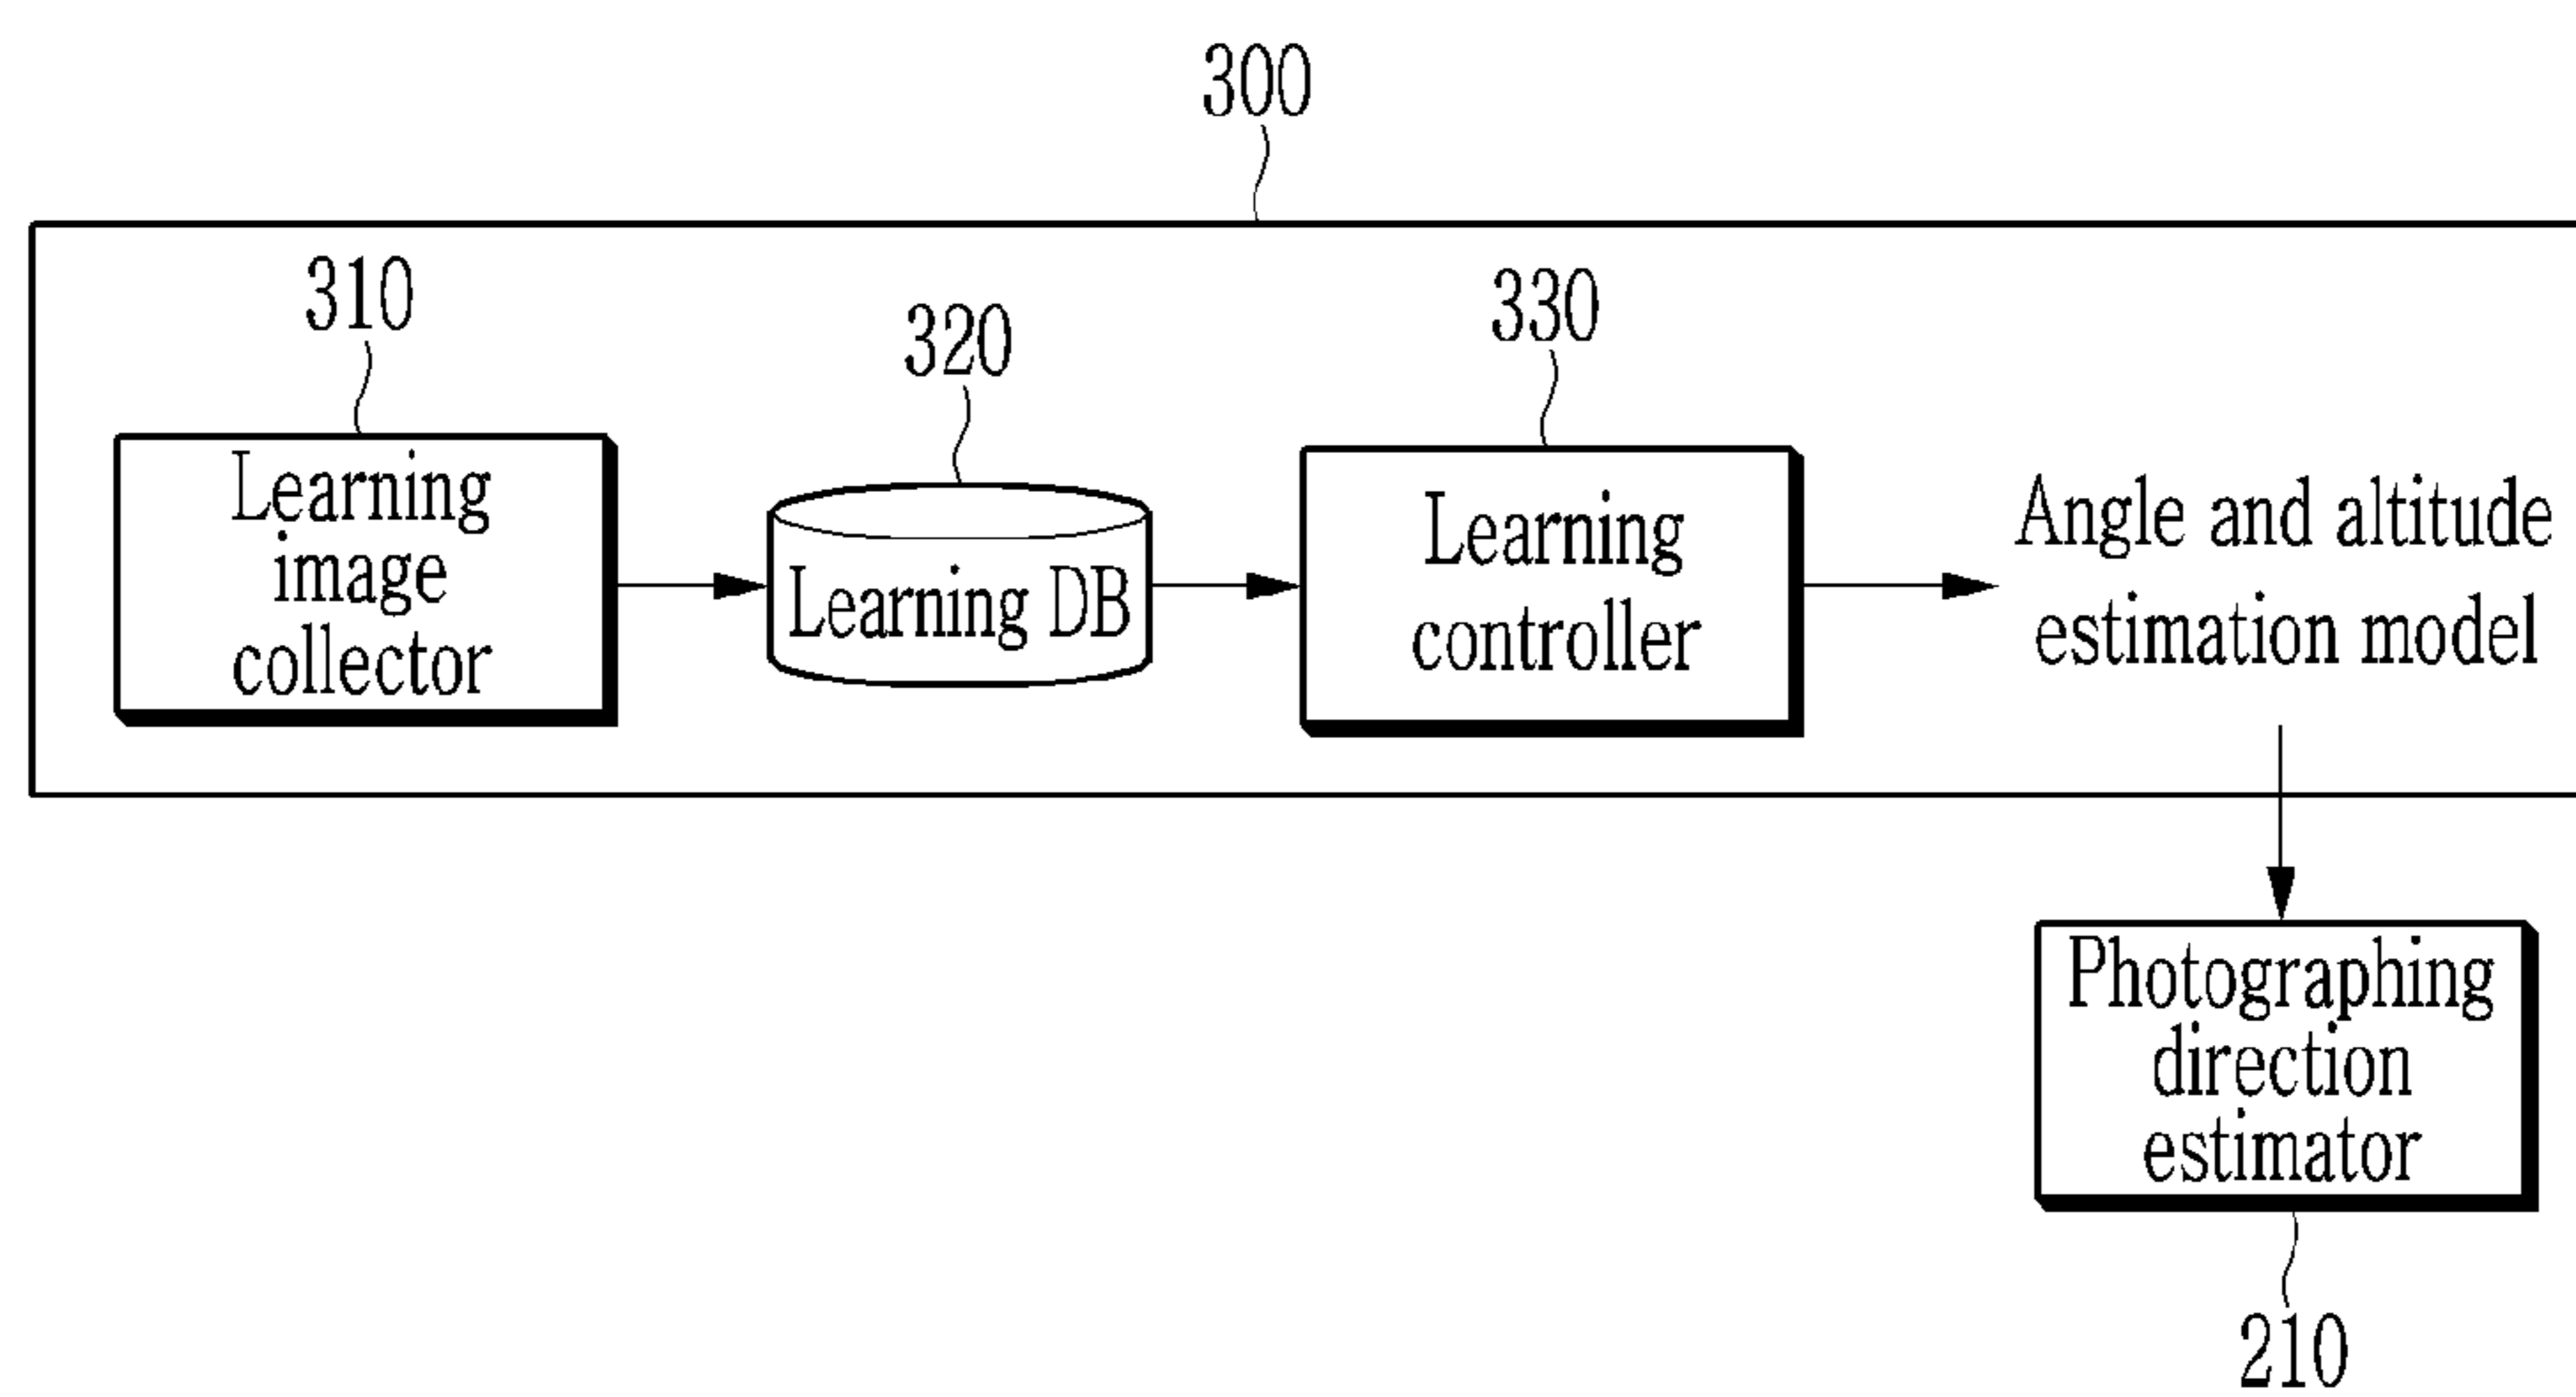 300
310
320
330
Learning
image
collector
Learning DB
Learning
controller
Angle and altitude
estimation model
Photographing
direction
estimator
210